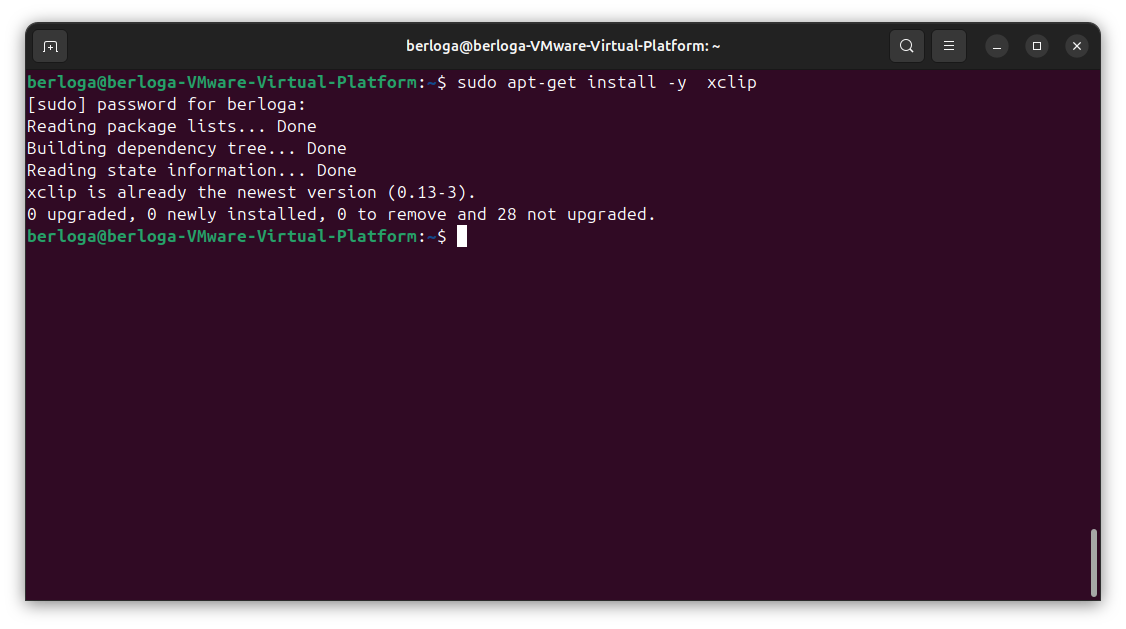 berloga@berloga-VMware-Virtual-Platform: ~
berloga@berloga-VMware-Virtual-Platform:~$ sudo apt-get install -y  xclip
[sudo] password for berloga:
Reading package lists... Done
Building dependency tree... Done
Reading state information... Done
xclip is already the newest version (0.13-3).
0 upgraded, 0 newly installed, 0 to remove and 28 not upgraded.
berloga@berloga-VMware-Virtual-Platform:~$